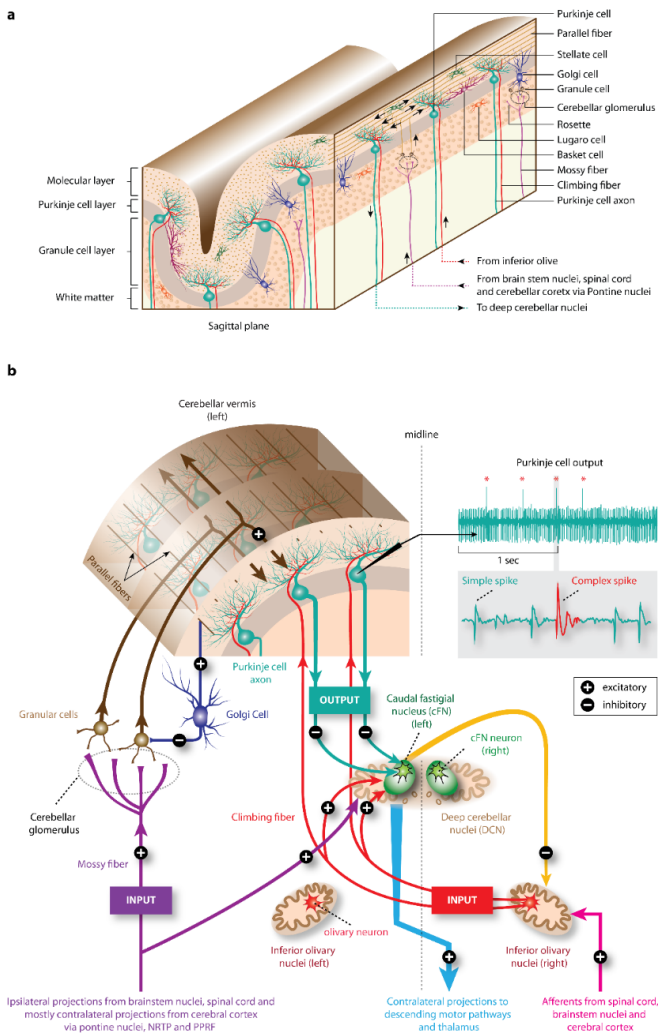 a
Purkinje cell
Parallel fiber
Stellate cell
Golgi cell
Granule cell
Cerebellar glomerulus
Rosette
Lugaro cell
Basket cell
Mossy fiber
Climbing fiber
Purkinje cell axon
Molecular layer
Purkinje cell layer
Granule cell layer
White matter
From inferior olive
From brain stem nuclei, spinal cord
and cerebellar coretx via Pontine nuclei
To deep cerebellar nuclei
Sagittal plane
b
Cerebellar vermis
(left)
midline
Purkinje cell output
* * * *
1 sec
Simple spike
Complex spike
Parallel fibers
+
Purkinje cell
axon
+
OUTPUT
+ excitatory
− inhibitory
Granular cells
Golgi Cell
−
−
−
Caudal fastigial
nucleus (cFN)
(left)
cFN neuron
(right)
Cerebellar
glomerulus
Climbing fiber
+
+
Deep cerebellar
nuclei (DCN)
Mossy fiber
+
+
−
INPUT
INPUT
olivary neuron
Inferior olivary
nuclei (left)
Inferior olivary
nuclei (right)
+
+
Ipsilateral projections from brainstem nuclei, spinal cord and
mostly contralateral projections from cerebral cortex
via pontine nuclei, NRTP and PPRF
Contralateral projections to
descending motor pathways
and thalamus
Afferents from spinal cord,
brainstem nuclei and
cerebral cortex